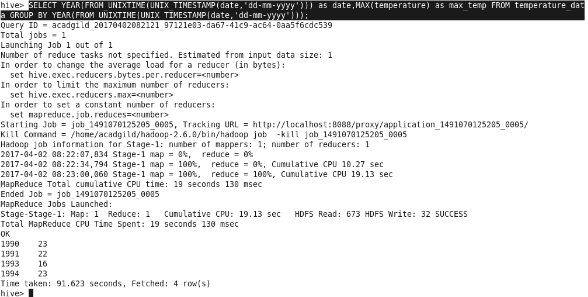 hive> SELECT YEAR(FROM_UNIXTIME(UNIX_TIMESTAMP(date,'dd-mm-yyyy'))) as date,MAX(temperature) as max_temp FROM temperature_dat
a GROUP BY YEAR(FROM_UNIXTIME(UNIX_TIMESTAMP(date,'dd-mm-yyyy')));
Query ID = acadgild_20170402082121_97121e03-da67-41c9-ac64-0aa5f6cdc539
Total jobs = 1
Launching Job 1 out of 1
Number of reduce tasks not specified. Estimated from input data size: 1
In order to change the average load for a reducer (in bytes):
  set hive.exec.reducers.bytes.per.reducer=<number>
In order to limit the maximum number of reducers:
  set hive.exec.reducers.max=<number>
In order to set a constant number of reducers:
  set mapreduce.job.reduces=<number>
Starting Job = job_1491070125205_0005, Tracking URL = http://localhost:8088/proxy/application_1491070125205_0005/
Kill Command = /home/acadgild/hadoop-2.6.0/bin/hadoop job  -kill job_1491070125205_0005
Hadoop job information for Stage-1: number of mappers: 1; number of reducers: 1
2017-04-02 08:22:07,834 Stage-1 map = 0%,  reduce = 0%
2017-04-02 08:22:34,794 Stage-1 map = 100%,  reduce = 0%, Cumulative CPU 10.27 sec
2017-04-02 08:23:00,060 Stage-1 map = 100%,  reduce = 100%, Cumulative CPU 19.13 sec
MapReduce Total cumulative CPU time: 19 seconds 130 msec
Ended Job = job_1491070125205_0005
MapReduce Jobs Launched:
Stage-Stage-1: Map: 1  Reduce: 1   Cumulative CPU: 19.13 sec   HDFS Read: 673 HDFS Write: 32 SUCCESS
Total MapReduce CPU Time Spent: 19 seconds 130 msec
OK
1990    23
1991    22
1993    16
1994    23
Time taken: 91.623 seconds, Fetched: 4 row(s)
hive>